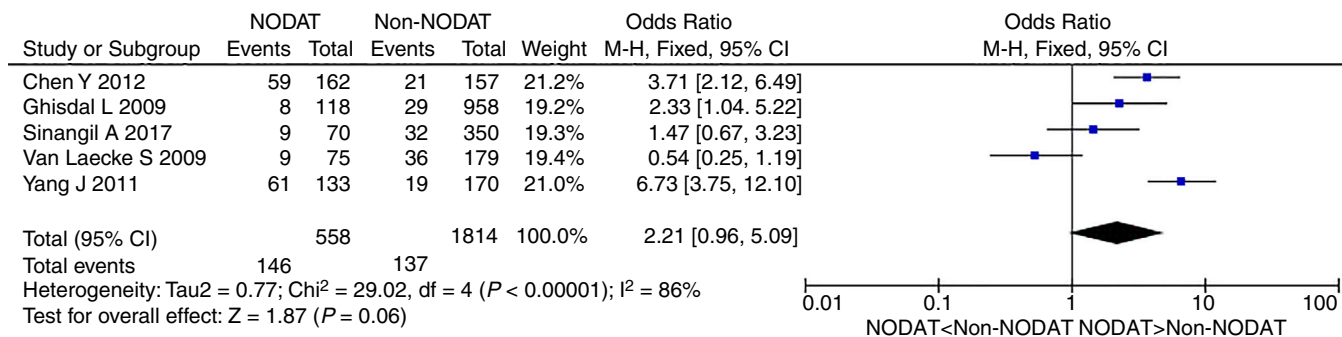 NODAT Non-NODAT Odds Ratio Odds Ratio
Study or Subgroup Events Total Events Total Weight M-H, Fixed, 95% CI M-H, Fixed, 95% CI
Chen Y 2012 59 162 21 157 21.2% 3.71 [2.12, 6.49]
Ghisdal L 2009 8 118 29 958 19.2% 2.33 [1.04. 5.22]
Sinangil A 2017 9 70 32 350 19.3% 1.47 [0.67, 3.23]
Van Laecke S 2009 9 75 36 179 19.4% 0.54 [0.25, 1.19]
Yang J 2011 61 133 19 170 21.0% 6.73 [3.75, 12.10]
Total (95% CI) 558 1814 100.0% 2.21 [0.96, 5.09]
Total events 146 137
Heterogeneity: Tau2 = 0.77; Chi² = 29.02, df = 4 (P < 0.00001); I² = 86%
Test for overall effect: Z = 1.87 (P = 0.06)
0.01 0.1 1 10 100
NODAT<Non-NODAT NODAT>Non-NODAT